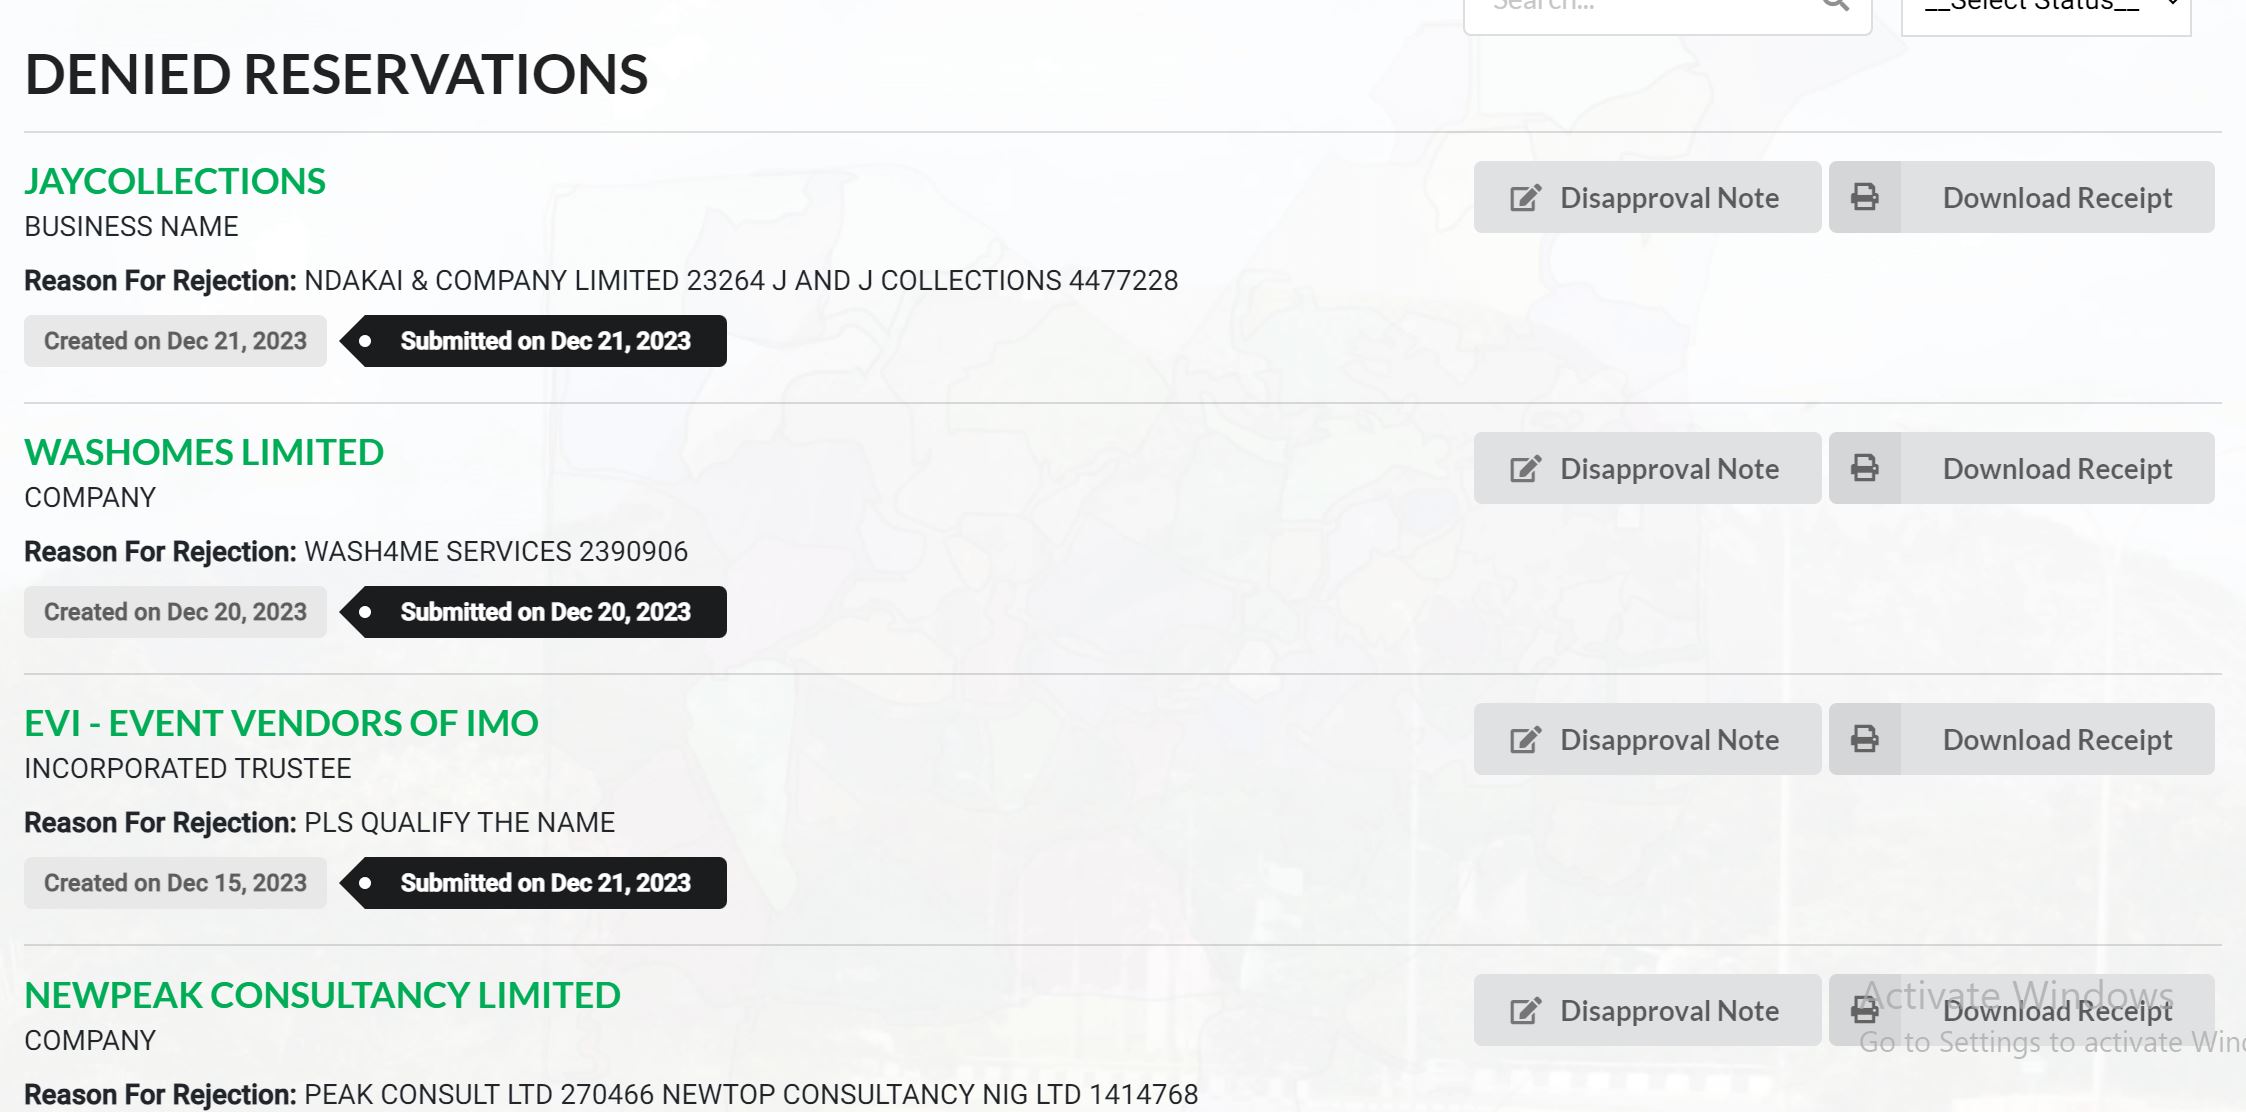 Search...
__Select Status__
DENIED RESERVATIONS
JAYCOLLECTIONS
Disapproval Note
Download Receipt
BUSINESS NAME
Reason For Rejection: NDAKAI & COMPANY LIMITED 23264 J AND J COLLECTIONS 4477228
Created on Dec 21, 2023
Submitted on Dec 21, 2023
WASHOMES LIMITED
Disapproval Note
Download Receipt
COMPANY
Reason For Rejection: WASH4ME SERVICES 2390906
Created on Dec 20, 2023
Submitted on Dec 20, 2023
EVI - EVENT VENDORS OF IMO
Disapproval Note
Download Receipt
INCORPORATED TRUSTEE
Reason For Rejection: PLS QUALIFY THE NAME
Created on Dec 15, 2023
Submitted on Dec 21, 2023
NEWPEAK CONSULTANCY LIMITED
Disapproval Note
Download Receipt
Activate Windows
Go to Settings to activate Win
COMPANY
Reason For Rejection: PEAK CONSULT LTD 270466 NEWTOP CONSULTANCY NIG LTD 1414768